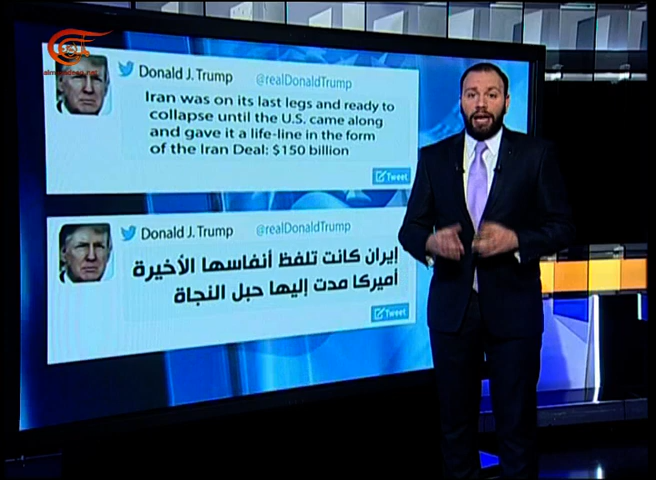 almayadeen.net
Donald J. Trump @realDonaldTrump
Iran was on its last legs and ready to
collapse until the U.S. came along
and gave it a life-line in the form
of the Iran Deal: $150 billion
Tweet
Donald J. Trump @realDonaldTrump
إيران كانت تلفظ أنفاسها الأخيرة
أميركا مدت إليها حبل النجاة
Tweet